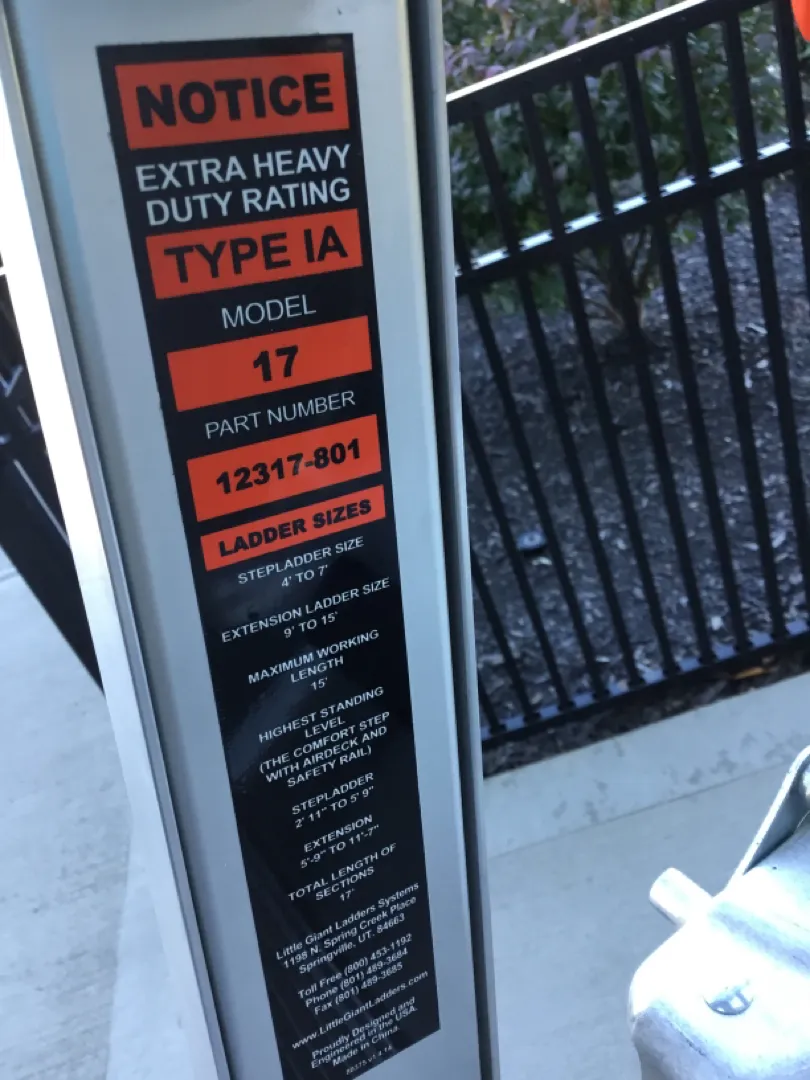 NOTICE
EXTRA HEAVY
DUTY RATING
TYPE IA
MODEL
17
PART NUMBER
12317-801
LADDER SIZES
STEPLADDER SIZE
4' TO 7'
EXTENSION LADDER SIZE
9' TO 15'
MAXIMUM WORKING
LENGTH
15'
HIGHEST STANDING
LEVEL
(THE COMFORT STEP
WITH AIRDECK AND
SAFETY RAIL)
STEPLADDER
2' 11" TO 5' 9"
EXTENSION
5'-9" TO 11'-7"
TOTAL LENGTH OF
SECTIONS
17'
Little Giant Ladders Systems
1198 N. Spring Creek Place
Springville, UT. 84663
Toll Free (800) 453-1192
Phone (801) 489-3684
Fax (801) 489-3685
www.LittleGiantLadders.com
Proudly Designed and
Engineered in the USA.
Made in China.